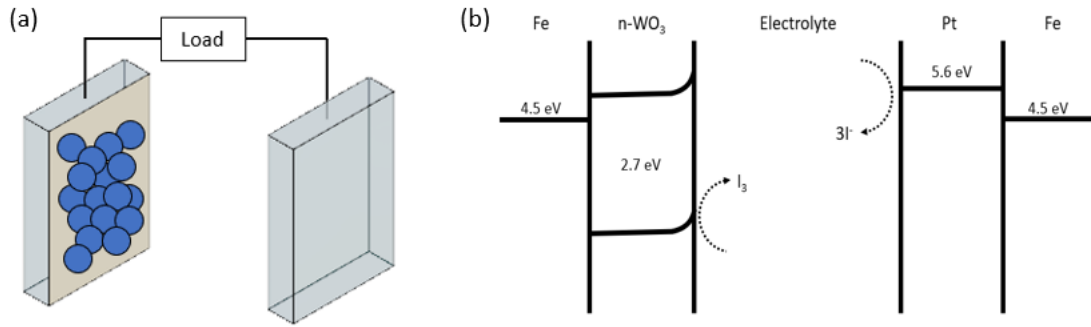 (a)
Load
(b)
Fe
n-WO₃
Electrolyte
Pt
Fe
4.5 eV
2.7 eV
I₃
3I⁻
5.6 eV
4.5 eV